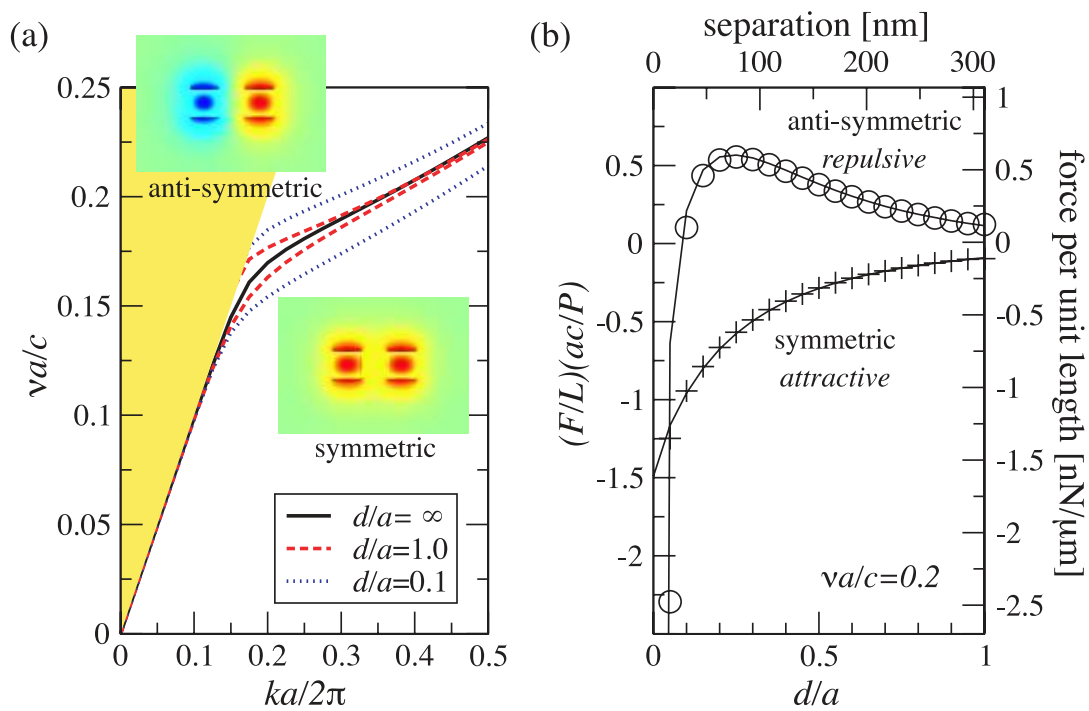 (a)
anti-symmetric
symmetric
νa/c
0.25
0.2
0.15
0.1
0.05
0
d/a= ∞
d/a=1.0
d/a=0.1
0 0.1 0.2 0.3 0.4 0.5
ka/2π
(b)
separation [nm]
0 100 200 300
anti-symmetric
repulsive
symmetric
attractive
νa/c=0.2
(F/L)(ac/P)
0.5
0
-0.5
-1
-1.5
-2
1
0.5
0
-0.5
-1
-1.5
-2
-2.5
force per unit length [nN/μm]
0 0.5 1
d/a